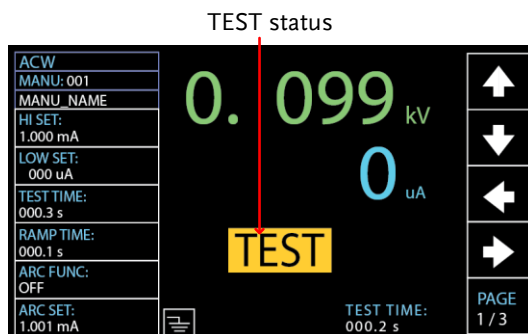 TEST status
ACW
MANU: 001
MANU_NAME
HI SET:
1.000 mA
LOW SET:
000 uA
TEST TIME:
000.3 s
RAMP TIME:
000.1 s
ARC FUNC:
OFF
ARC SET:
1.001 mA
0. 099 kV
0 uA
TEST
TEST TIME:
000.2 s
PAGE
1 / 3